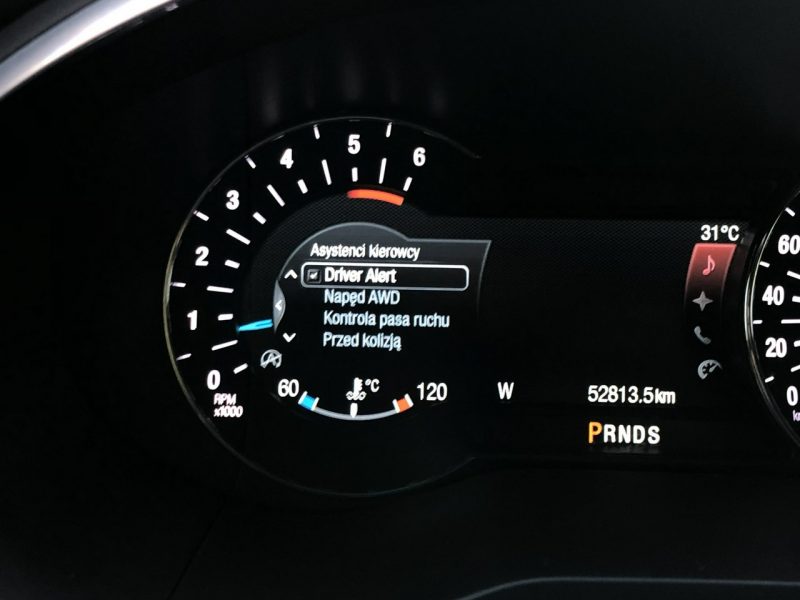 6
5
4
3
2
1
0
RPM
x1000
31°C
Asystenci kierowcy
Driver Alert
Napęd AWD
Kontrola pasa ruchu
Przed kolizją
60
°C
120
W
52813.5km
PRNDS
60
40
20
0